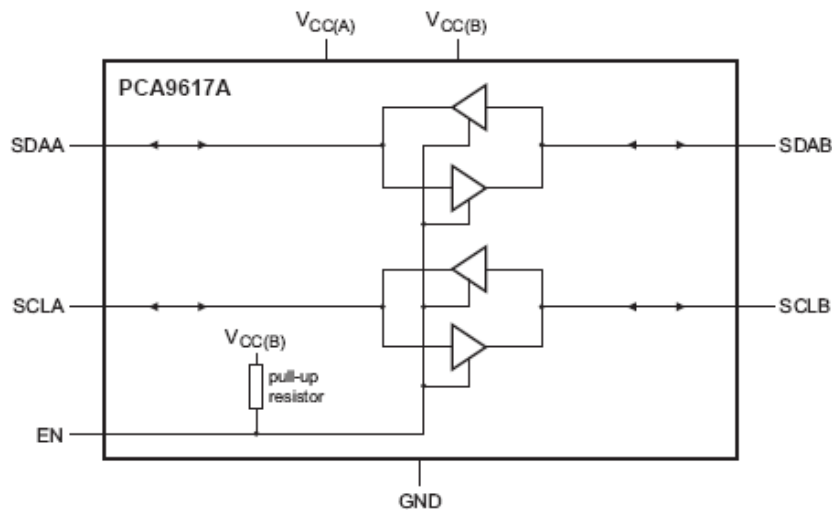 VCC(A) VCC(B)
PCA9617A
SDAA SDAB
SCLA SCLB
VCC(B)
pull-up
resistor
EN
GND